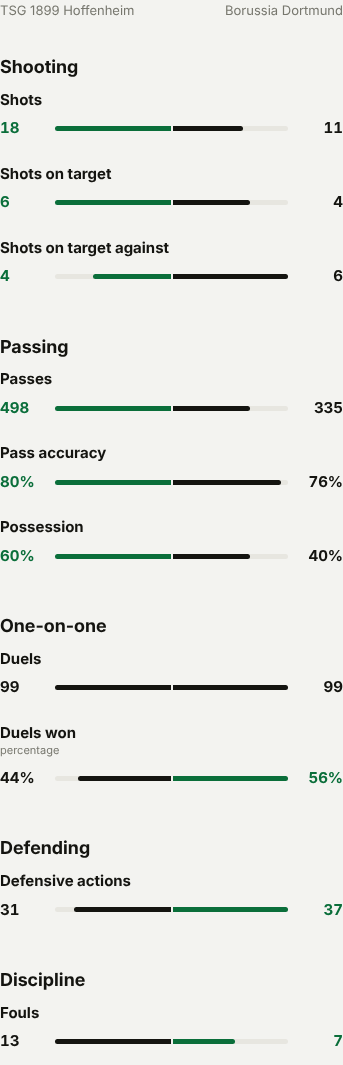 TSG 1899 Hoffenheim Borussia Dortmund
Shooting
Shots
18 11
Shots on target
6 4
Shots on target against
4 6
Passing
Passes
498 335
Pass accuracy
80% 76%
Possession
60% 40%
One-on-one
Duels
99 99
Duels won
percentage
44% 56%
Defending
Defensive actions
31 37
Discipline
Fouls
13 7